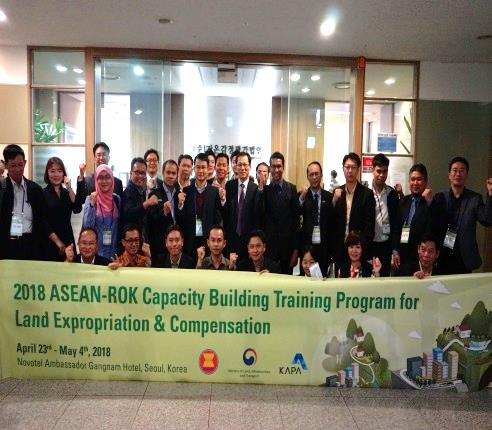 2018 ASEAN-ROK Capacity Building Training Program for
Land Expropriation & Compensation
April 23rd - May 4th, 2018
Novotel Ambassador Gangnam Hotel, Seoul, Korea
Ministry of Land, Infrastructure
and Transport
KAPA